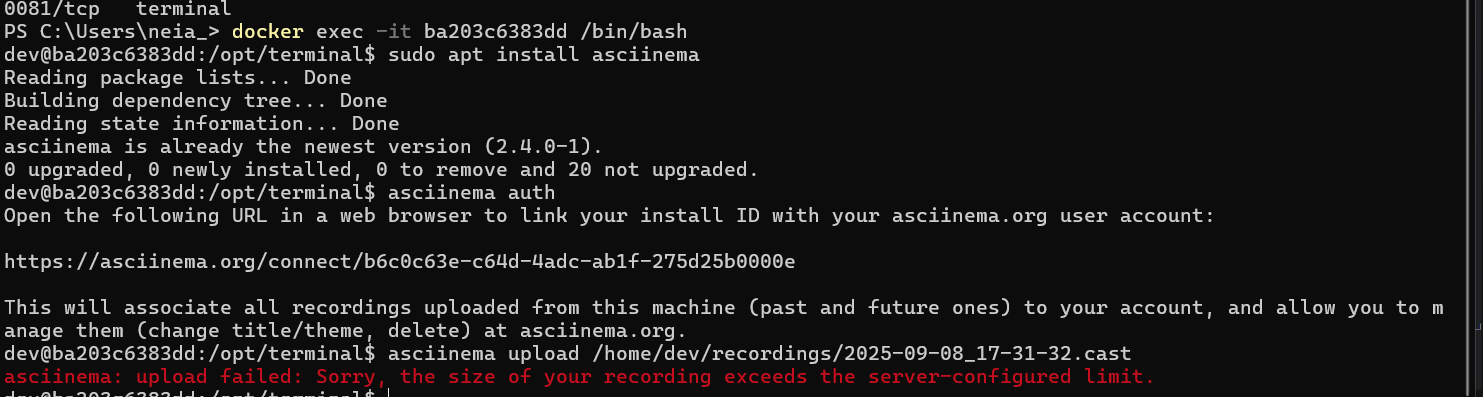 0081/tcp   terminal
PS C:\Users\neia_> docker exec -it ba203c6383dd /bin/bash
dev@ba203c6383dd:/opt/terminal$ sudo apt install asciinema
Reading package lists... Done
Building dependency tree... Done
Reading state information... Done
asciinema is already the newest version (2.4.0-1).
0 upgraded, 0 newly installed, 0 to remove and 20 not upgraded.
dev@ba203c6383dd:/opt/terminal$ asciinema auth
Open the following URL in a web browser to link your install ID with your asciinema.org user account:

https://asciinema.org/connect/b6c0c63e-c64d-4adc-ab1f-275d25b0000e

This will associate all recordings uploaded from this machine (past and future ones) to your account, and allow you to m
anage them (change title/theme, delete) at asciinema.org.
dev@ba203c6383dd:/opt/terminal$ asciinema upload /home/dev/recordings/2025-09-08_17-31-32.cast
asciinema: upload failed: Sorry, the size of your recording exceeds the server-configured limit.
dev@ba203c6383dd:/opt/terminal$